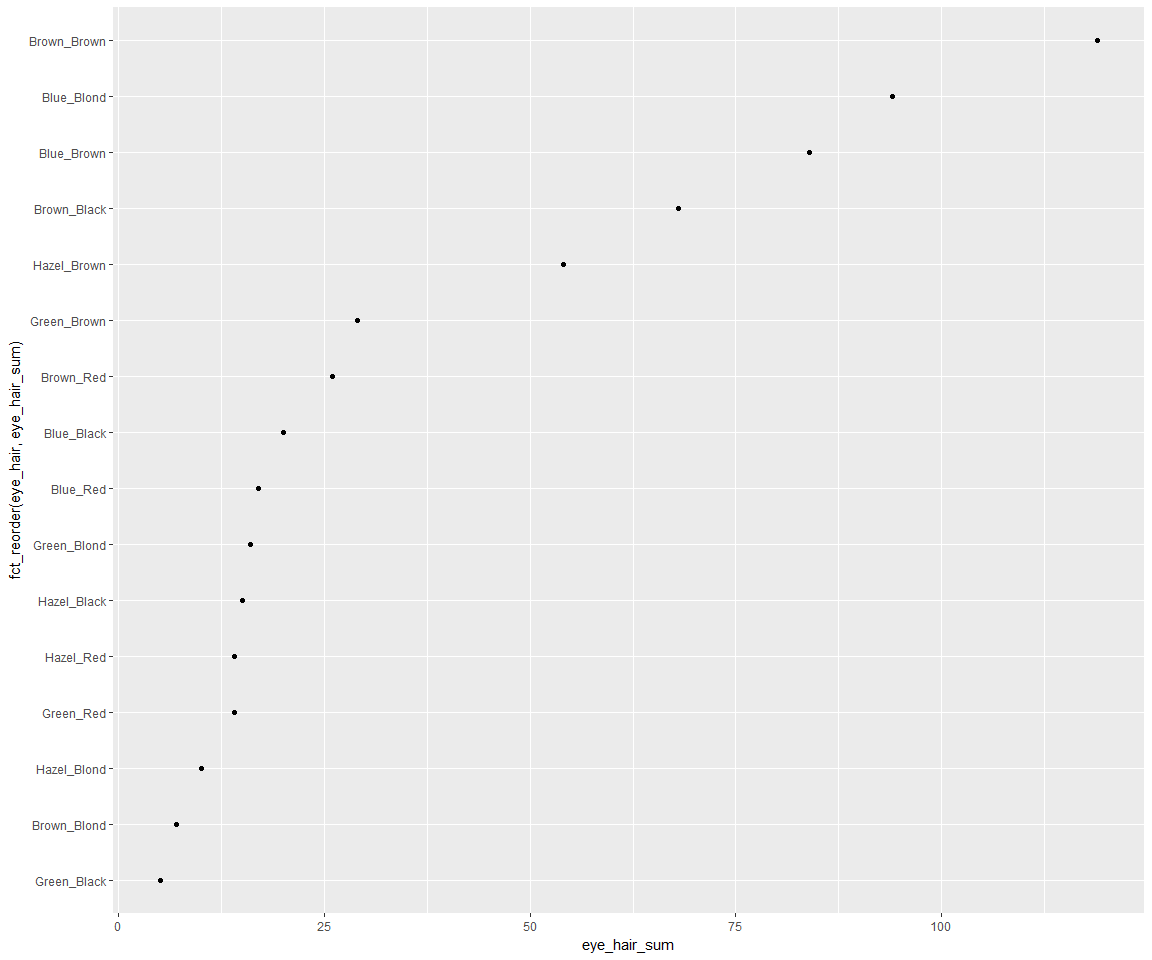 Brown_Brown
Blue_Blond
Blue_Brown
Brown_Black
Hazel_Brown
Green_Brown
Brown_Red
Blue_Black
Blue_Red
Green_Blond
Hazel_Black
Hazel_Red
Green_Red
Hazel_Blond
Brown_Blond
Green_Black
fct_reorder(eye_hair, eye_hair_sum)
0 25 50 75 100
eye_hair_sum